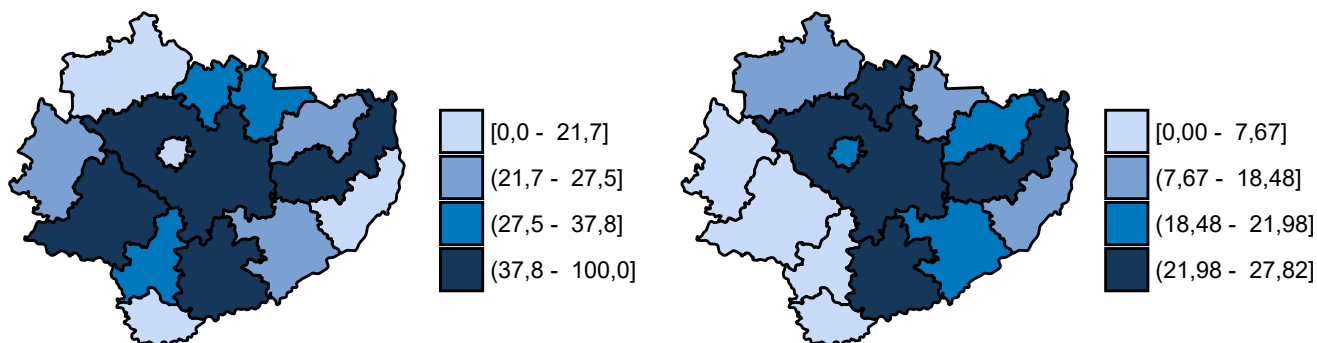 [0,0 - 21,7]
(21,7 - 27,5]
(27,5 - 37,8]
(37,8 - 100,0]
[0,00 - 7,67]
(7,67 - 18,48]
(18,48 - 21,98]
(21,98 - 27,82]